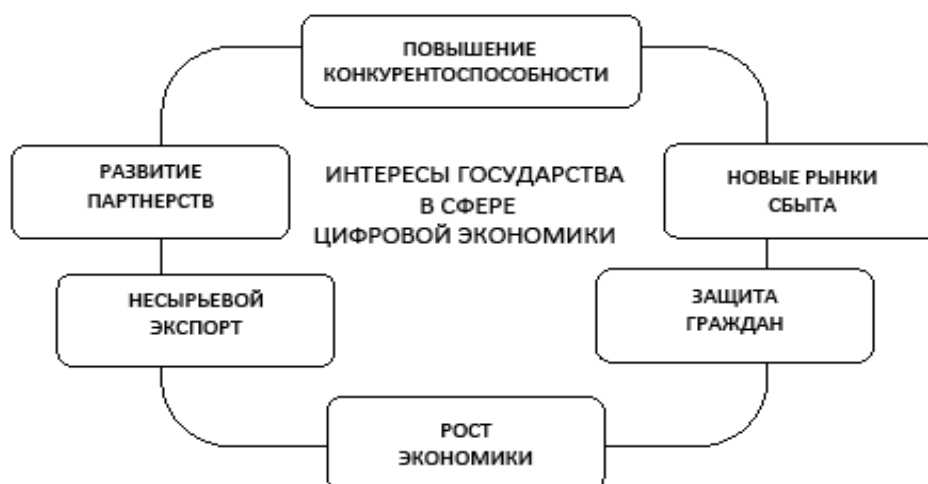 ПОВЫШЕНИЕ
КОНКУРЕНТОСПОСОБНОСТИ
РАЗВИТИЕ
ПАРТНЕРСТВ
ИНТЕРЕСЫ ГОСУДАРСТВА
В СФЕРЕ
ЦИФРОВОЙ ЭКОНОМИКИ
НОВЫЕ РЫНКИ
СБЫТА
НЕСЫРЬЕВОЙ
ЭКСПОРТ
ЗАЩИТА
ГРАЖДАН
РОСТ
ЭКОНОМИКИ